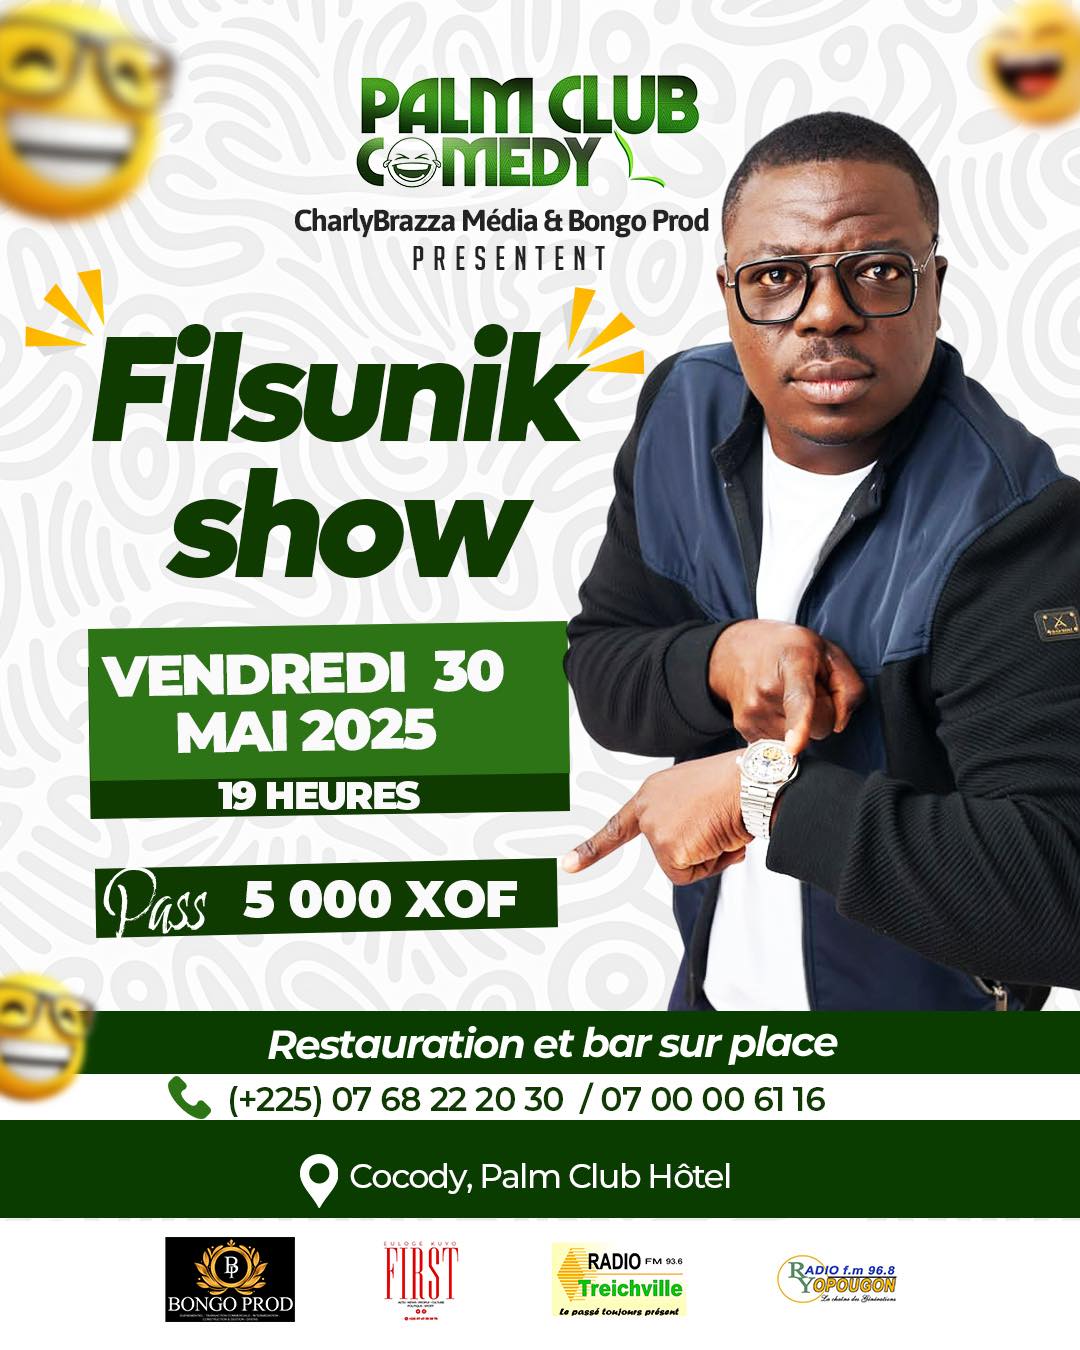 PALM CLUB
COMEDY
CharlyBrazza Média & Bongo Prod
PRESENTENT
Filsunik
show
VENDREDI 30
MAI 2025
19 HEURES
Pass 5 000 XOF
Restauration et bar sur place
(+225) 07 68 22 20 30 / 07 00 00 61 16
Cocody, Palm Club Hôtel
BP
BONGO PROD
EULOGE KUYO
FIRST
RADIO FM 93.6
Treichville
Le passé toujours présent
RADIO f.m 96.8
YOPOUGON
La chaîne des Générations